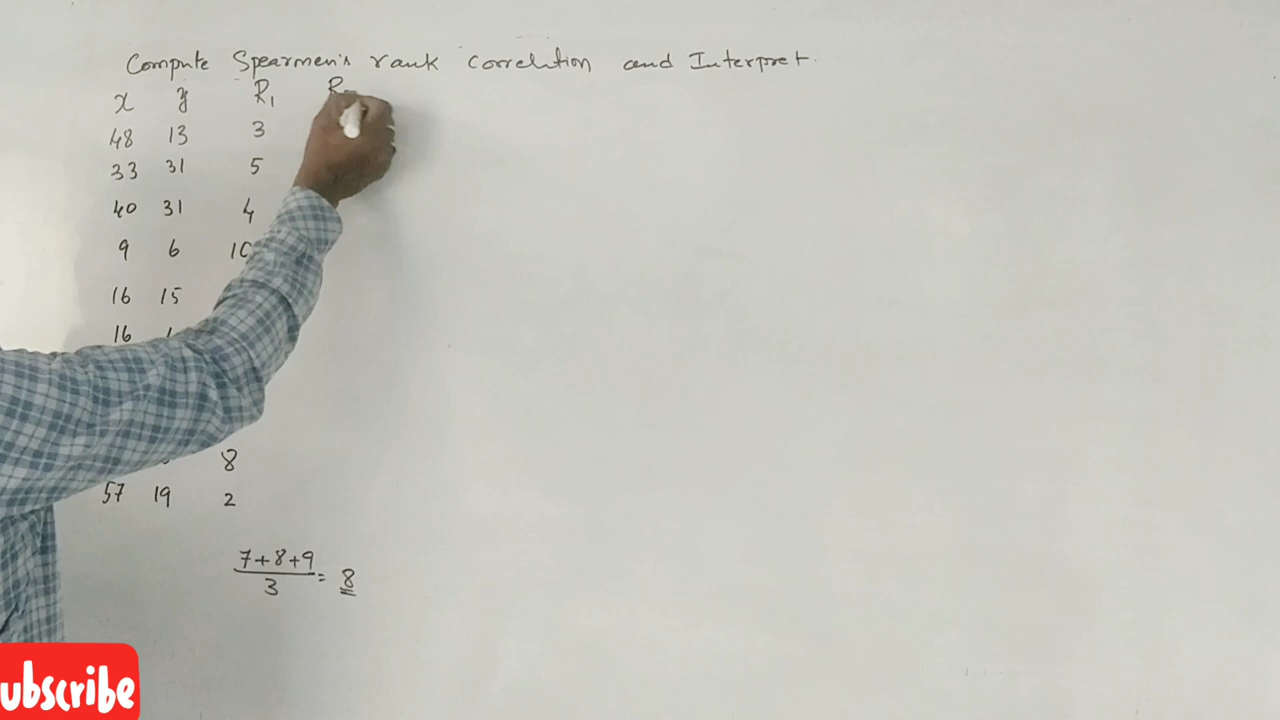 Compute Spearmen's rank correlation and Interpret.
x y R1
48 13 3
33 31 5
40 31 4
9 6 10
16 15
16
8
57 19 2
7+8+9
3 = 8
ubscribe